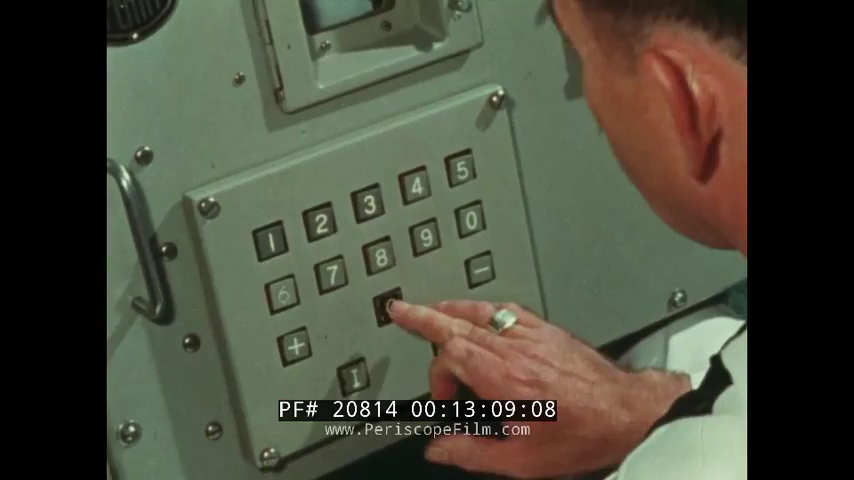 1 2 3 4 5
6 7 8 9 0
+ −
I
PF# 20814 00:13:09:08
www.PeriscopeFilm.com